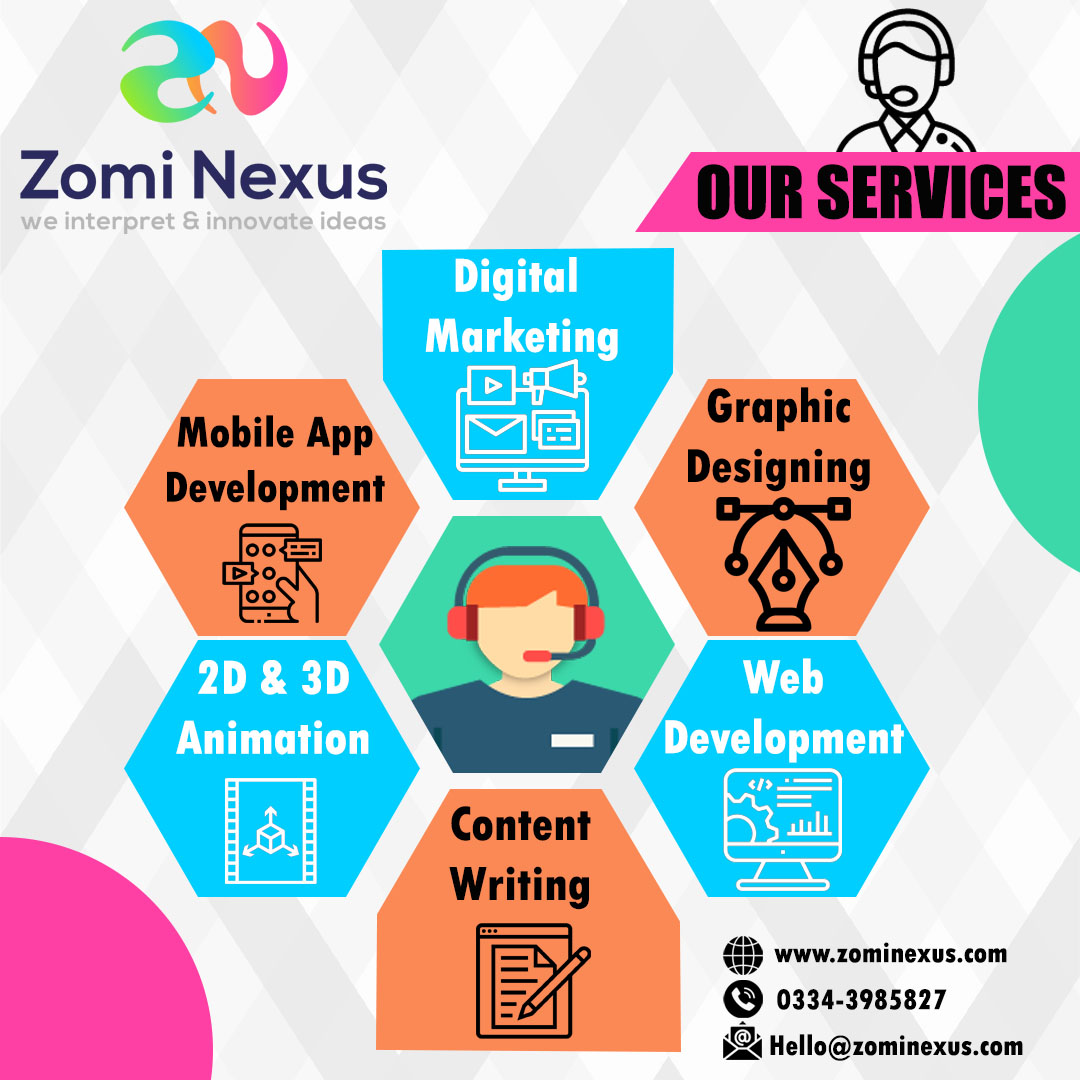 Zomi Nexus
we interpret & innovate ideas
OUR SERVICES
Digital
Marketing
Mobile App
Development
Graphic
Designing
2D & 3D
Animation
Web
Development
Content
Writing
www.zominexus.com
0334-3985827
Hello@zominexus.com